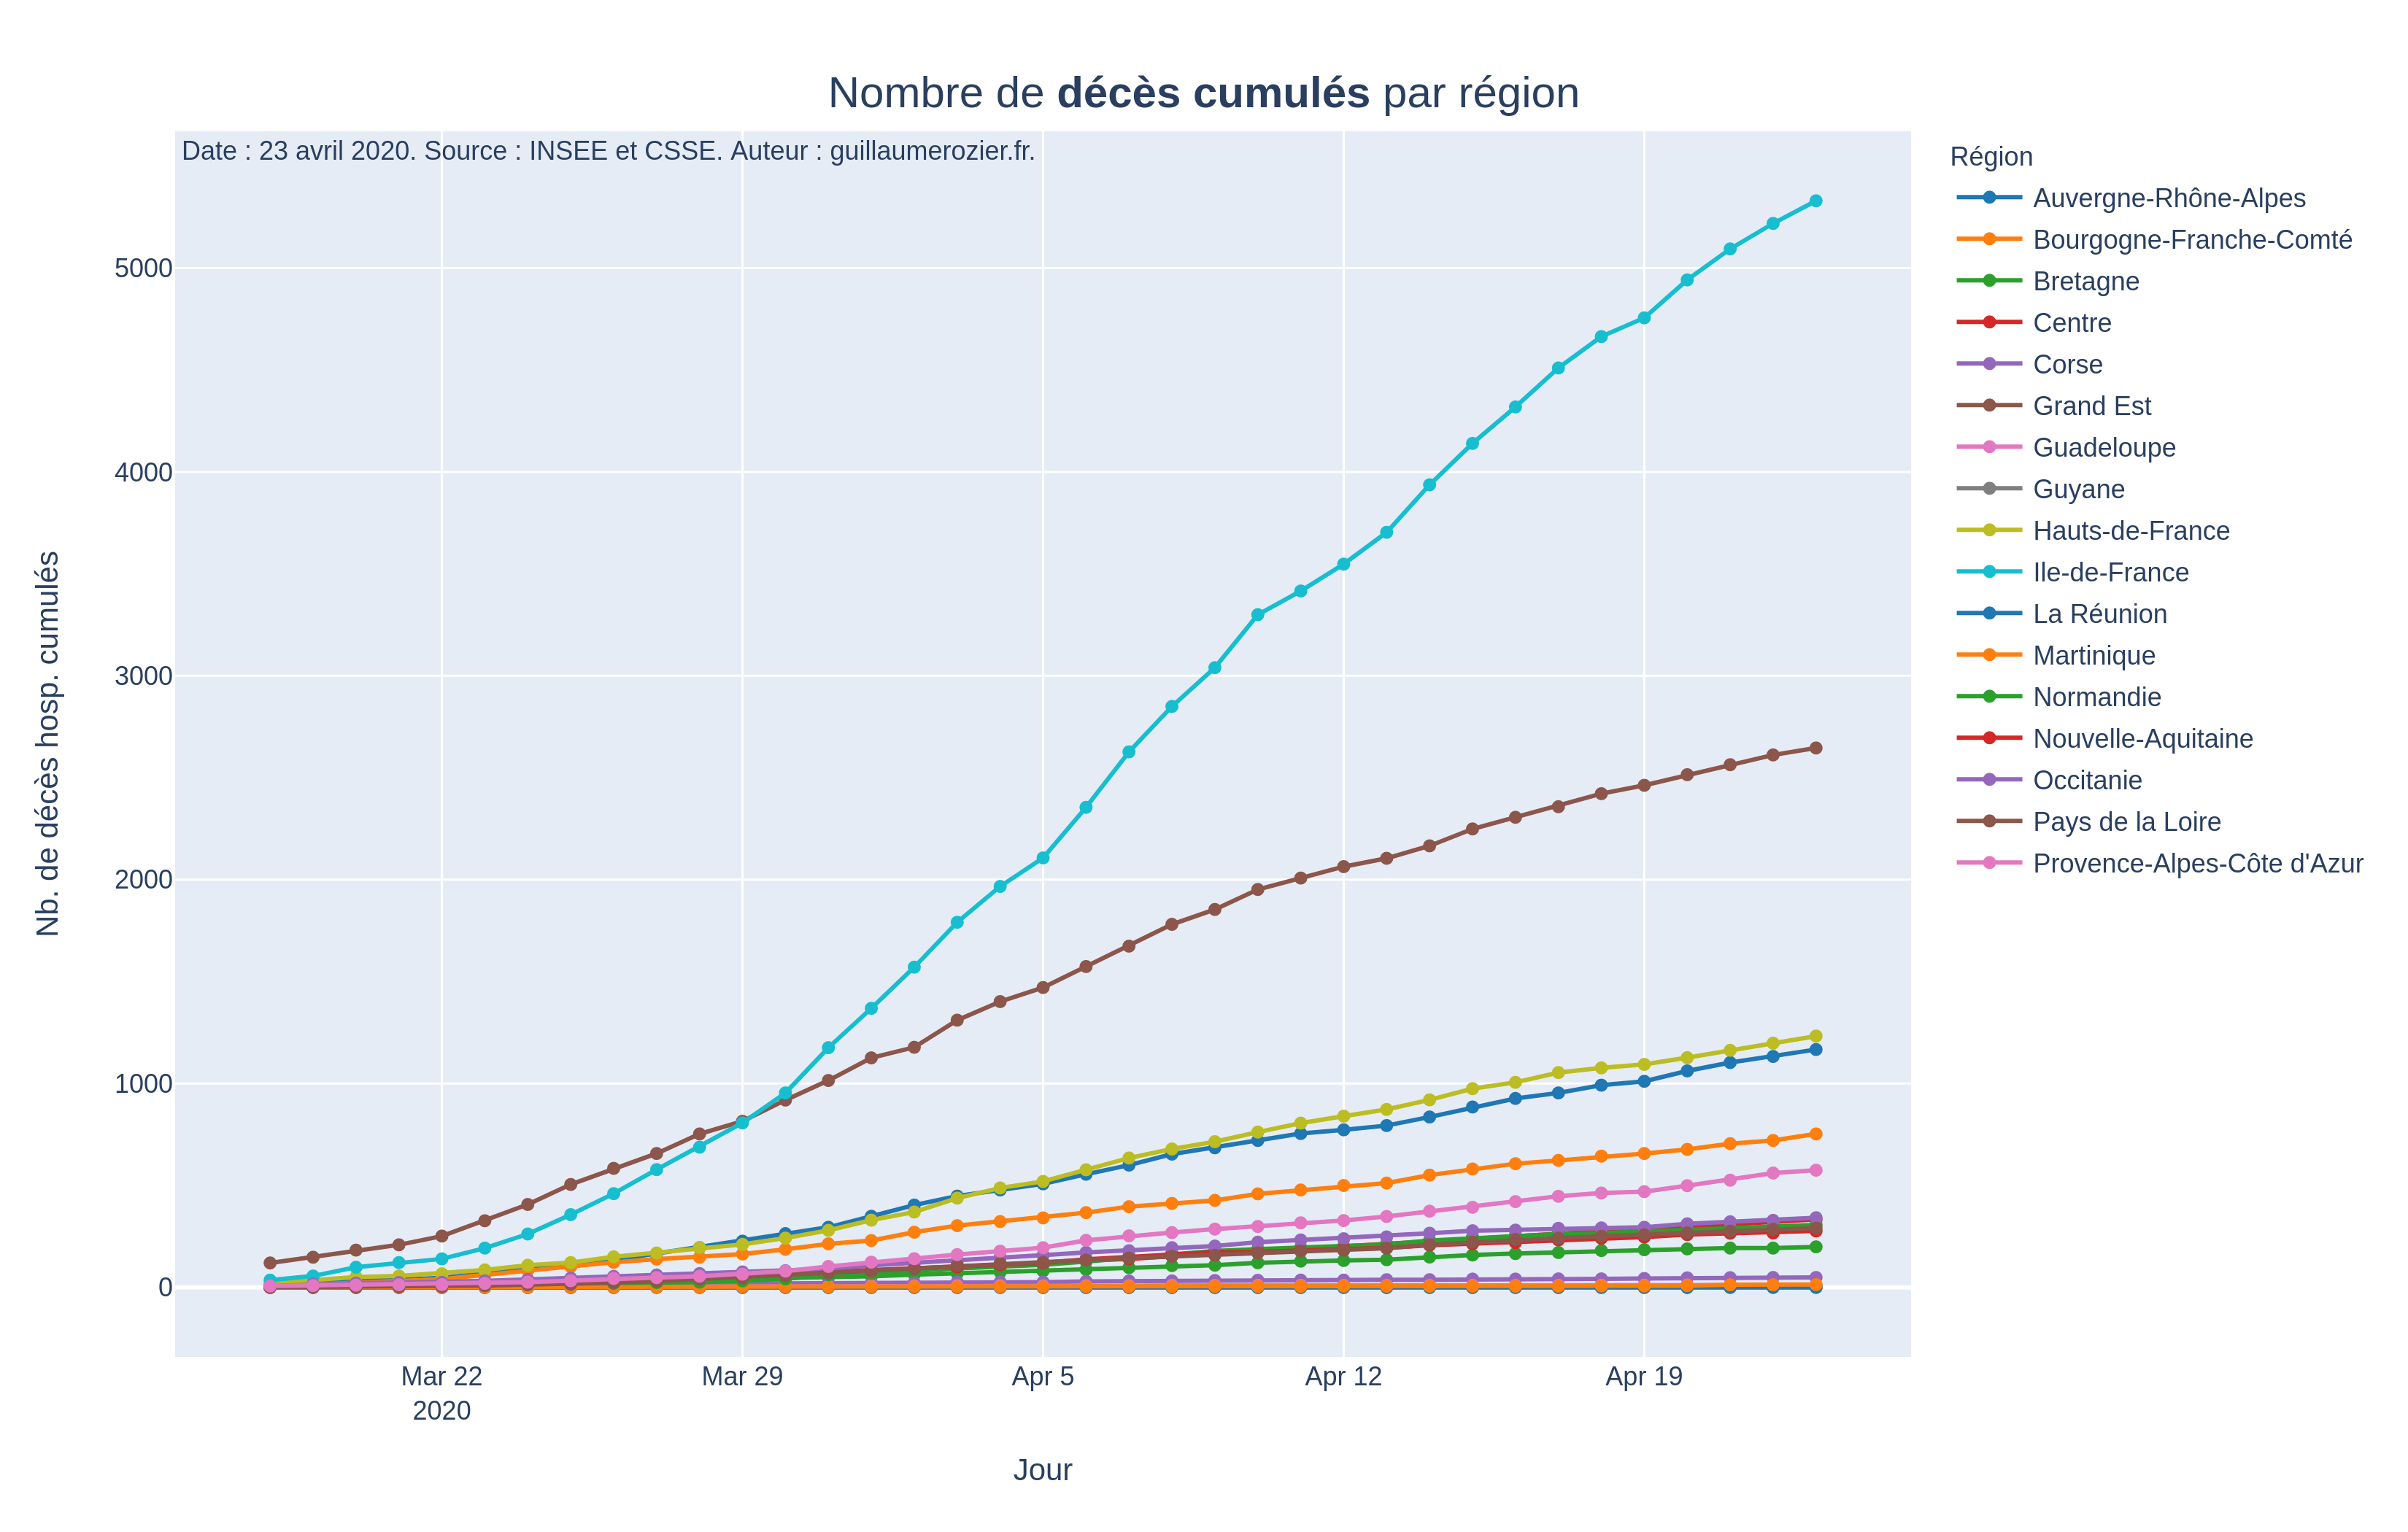 Nombre de décès cumulés par région
Date : 23 avril 2020. Source : INSEE et CSSE. Auteur : guillaumerozier.fr.
Région
Auvergne-Rhône-Alpes
Bourgogne-Franche-Comté
Bretagne
Centre
Corse
Grand Est
Guadeloupe
Guyane
Hauts-de-France
Ile-de-France
La Réunion
Martinique
Normandie
Nouvelle-Aquitaine
Occitanie
Pays de la Loire
Provence-Alpes-Côte d'Azur
Nb. de décès hosp. cumulés
5000
4000
3000
2000
1000
0
Mar 22
2020
Mar 29
Apr 5
Apr 12
Apr 19
Jour